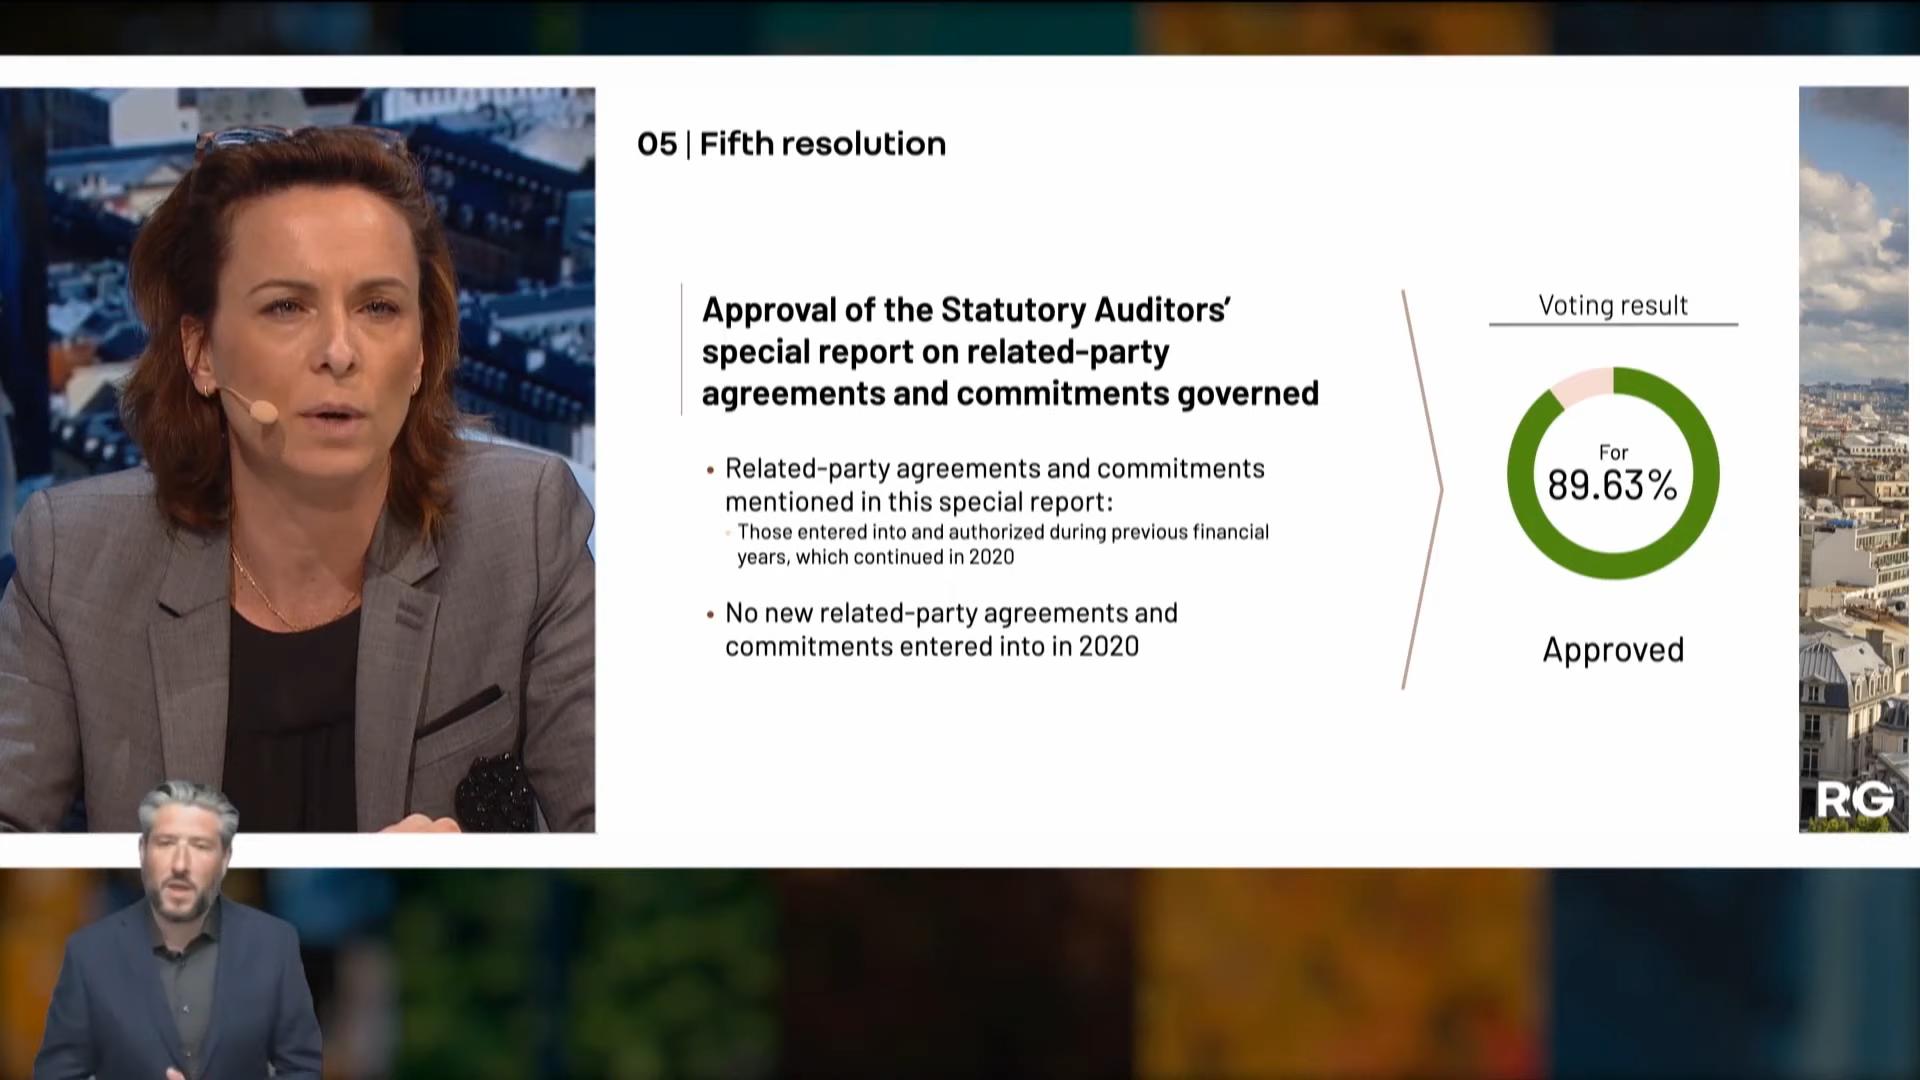 05 | Fifth resolution
Approval of the Statutory Auditors’
special report on related-party
agreements and commitments governed
• Related-party agreements and commitments
mentioned in this special report:
Those entered into and authorized during previous financial
years, which continued in 2020
• No new related-party agreements and
commitments entered into in 2020
Voting result
For
89.63%
Approved
RG